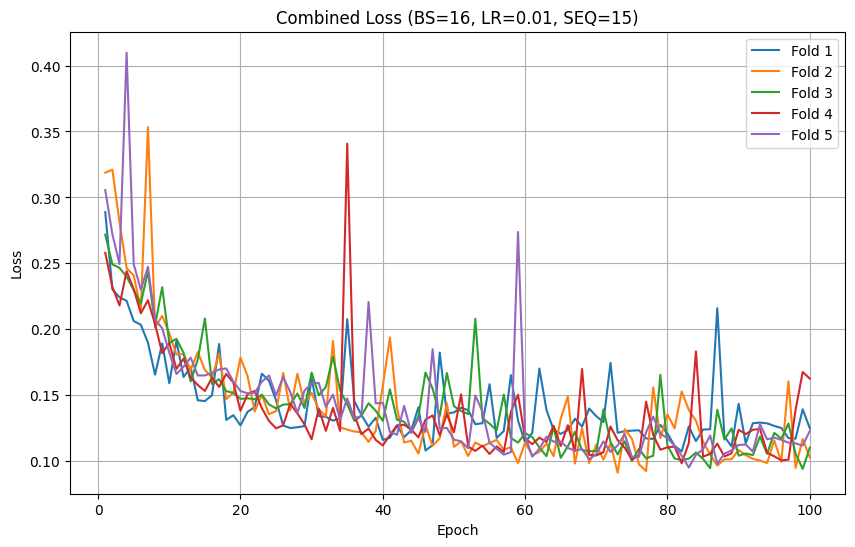 Combined Loss (BS=16, LR=0.01, SEQ=15)
Fold 1
Fold 2
Fold 3
Fold 4
Fold 5
Loss
0.40
0.35
0.30
0.25
0.20
0.15
0.10
0
20
40
60
80
100
Epoch